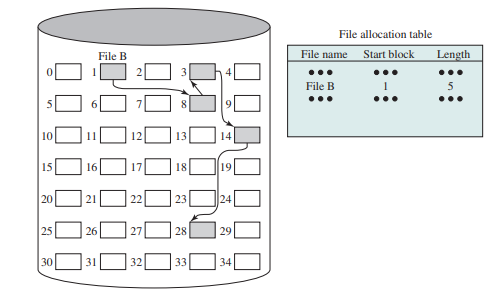 File allocation table
File B
File name Start block Length
0 1 2 3 4
••• ••• •••
File B 1 5
5 6 7 8 9
••• ••• •••
10 11 12 13 14
15 16 17 18 19
20 21 22 23 24
25 26 27 28 29
30 31 32 33 34